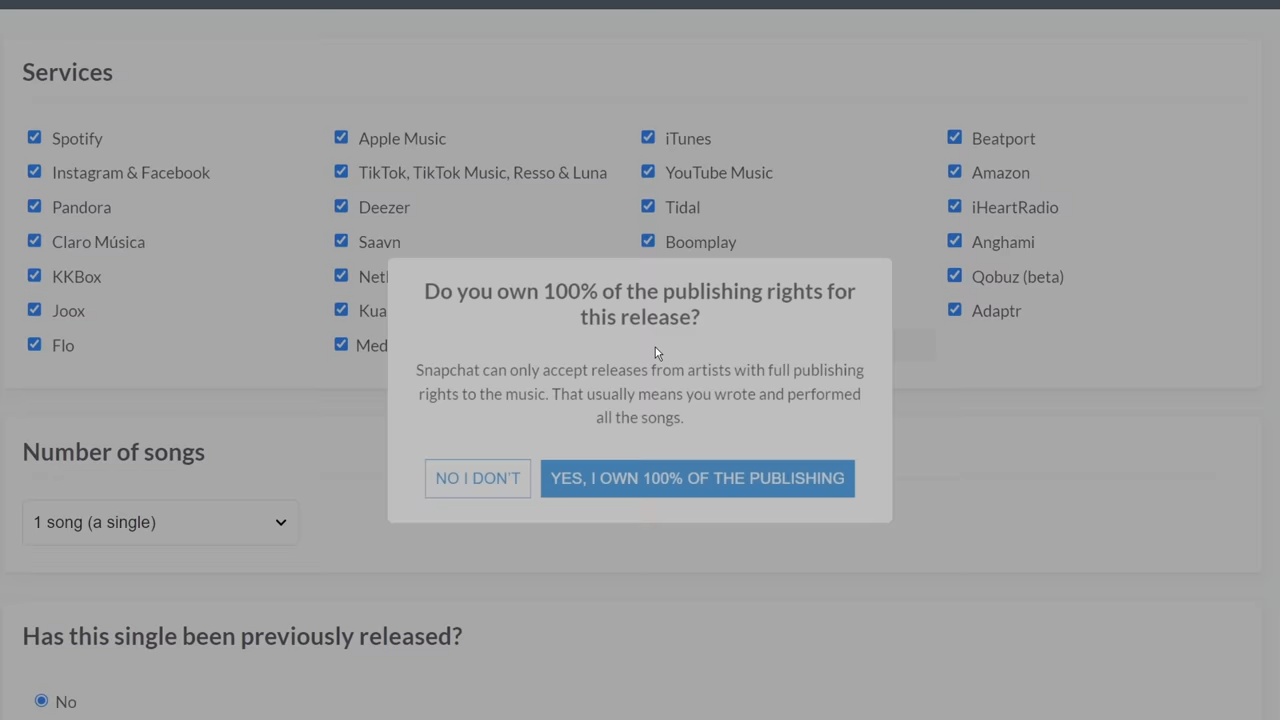 Services
Spotify
Apple Music
iTunes
Beatport
Instagram & Facebook
TikTok, TikTok Music, Resso & Luna
YouTube Music
Amazon
Pandora
Deezer
Tidal
iHeartRadio
Claro Música
Saavn
Boomplay
Anghami
KKBox
Qobuz (beta)
Joox
Adaptr
Flo
Do you own 100% of the publishing rights for
this release?
Snapchat can only accept releases from artists with full publishing
rights to the music. That usually means you wrote and performed
all the songs.
NO I DON'T
YES, I OWN 100% OF THE PUBLISHING
Number of songs
1 song (a single)
Has this single been previously released?
No